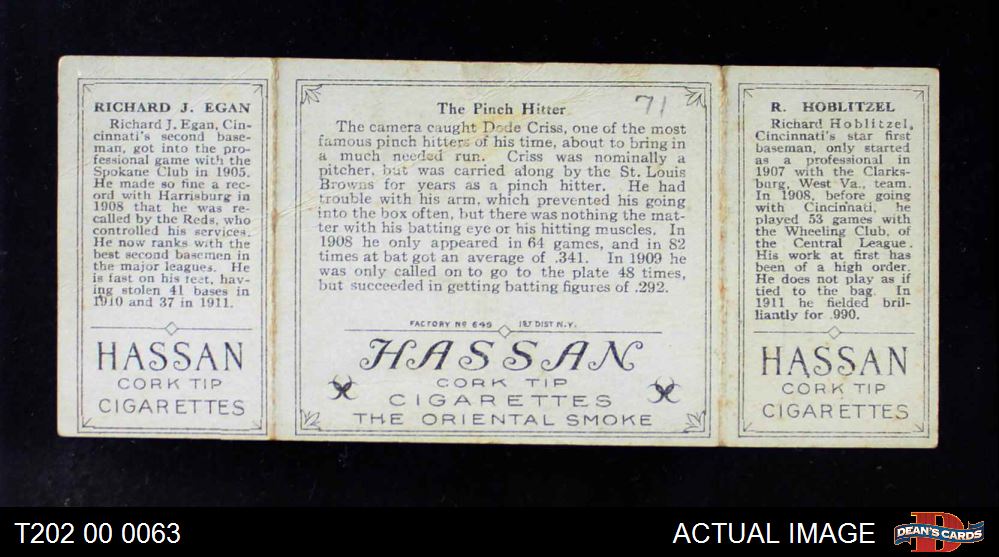 RICHARD J. EGAN
Richard J. Egan, Cin-
cinnati's second base-
man, got into the pro-
fessional game with the
Spokane Club in 1905.
He made so fine a rec-
ord with Harrisburg in
1908 that he was re-
called by the Reds, who
controlled his services.
He now ranks with the
best second basemen in
the major leagues. He
is fast on his feet, hav-
ing stolen 41 bases in
1910 and 37 in 1911.
HASSAN
CORK TIP
CIGARETTES
The Pinch Hitter
71
The camera caught Dode Criss, one of the most
famous pinch hitters of his time, about to bring in
a much needed run. Criss was nominally a
pitcher, but was carried along by the St. Louis
Browns for years as a pinch hitter. He had
trouble with his arm, which prevented his going
into the box often, but there was nothing the mat-
ter with his batting eye or his hitting muscles. In
1908 he only appeared in 64 games, and in 82
times at bat got an average of .341. In 1909 he
was only called on to go to the plate 48 times,
but succeeded in getting batting figures of .292.
FACTORY No 649 1ST DIST N.Y.
HASSAN
CORK TIP
CIGARETTES
THE ORIENTAL SMOKE
R. HOBLITZEL
Richard Hoblitzel,
Cincinnati's star first
baseman, only started
as a professional in
1907 with the Clarks-
burg, West Va., team.
In 1908, before going
with Cincinnati, he
played 53 games with
the Wheeling Club, of
the Central League.
His work at first has
been of a high order.
He does not play as if
tied to the bag. In
1911 he fielded bril-
liantly for .990.
HASSAN
CORK TIP
CIGARETTES
T202 00 0063
ACTUAL IMAGE
DEAN'S CARDS